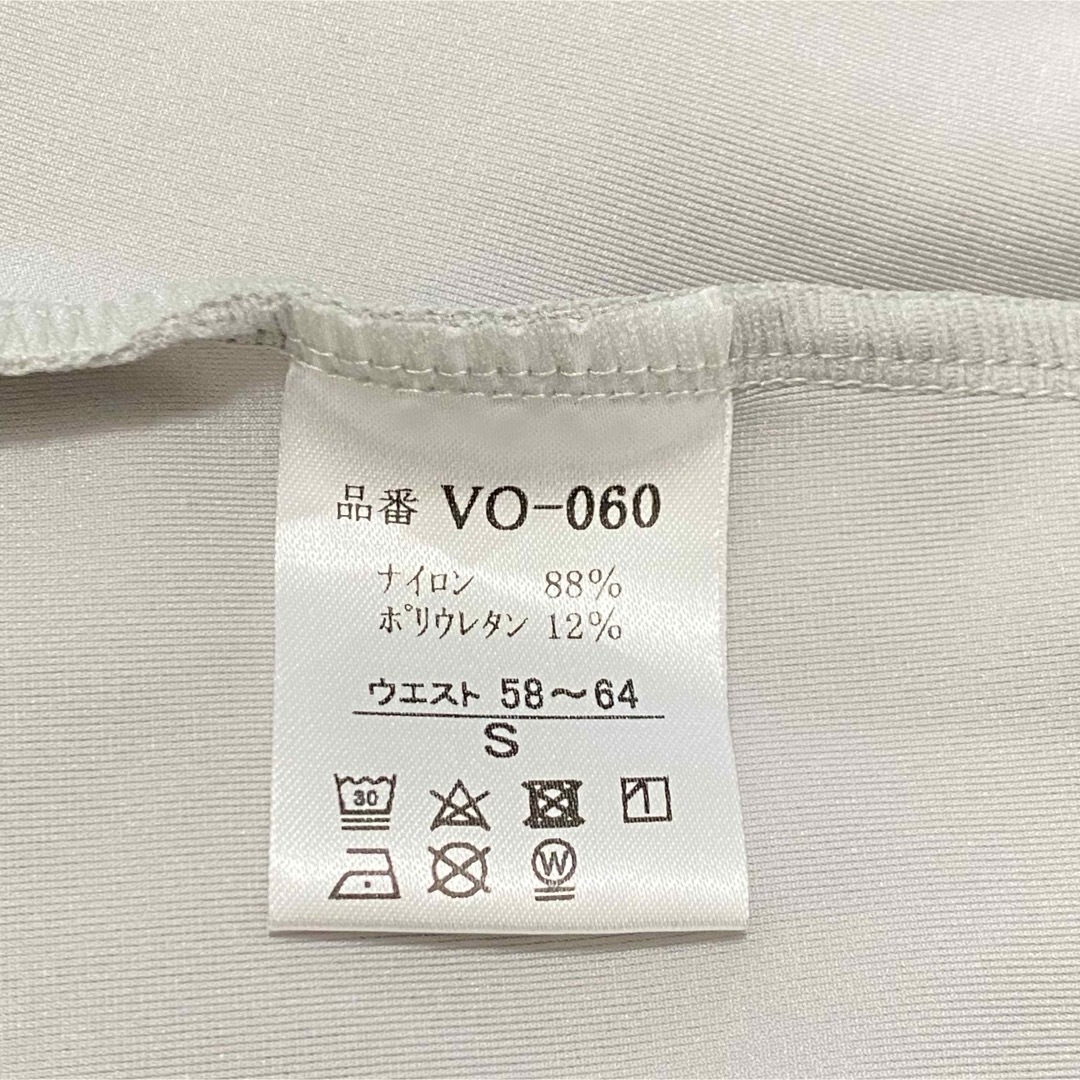 品番 VO-060
ナイロン 88%
ポリウレタン 12%
ウエスト 58〜64
S
30
W